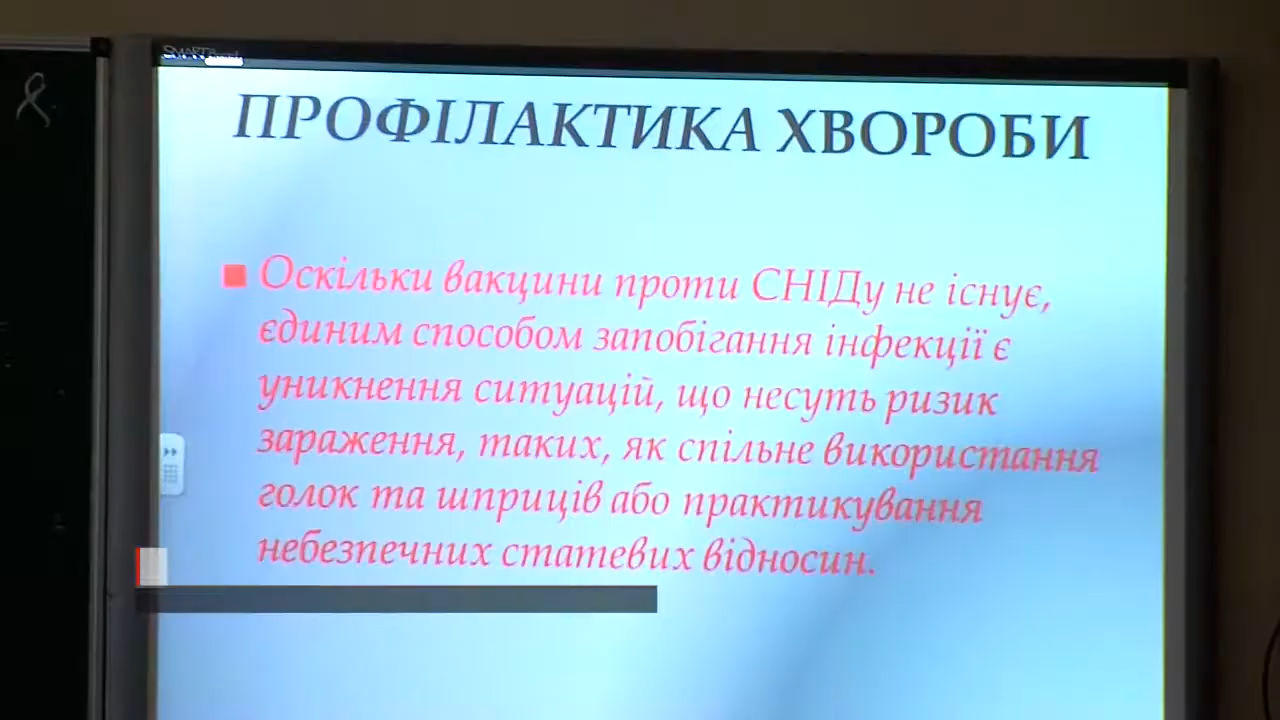 ПРОФІЛАКТИКА ХВОРОБИ
Оскільки вакцини проти СНІДу не існує,
єдиним способом запобігання інфекції є
уникнення ситуацій, що несуть ризик
зараження, таких, як спільне використання
голок та шприців або практикування
небезпечних статевих відносин.